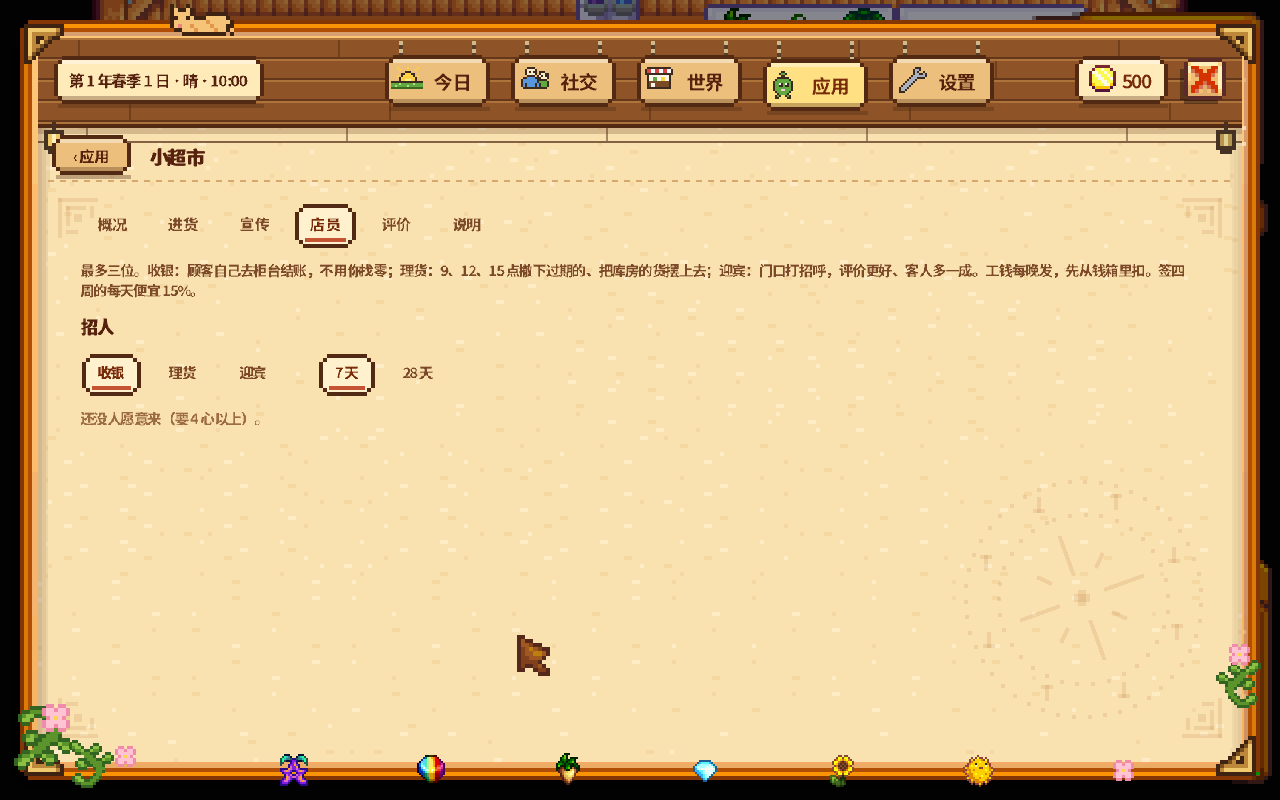 第1年春季1日·晴·10:00
今日
社交
世界
应用
设置
500
‹应用
小超市
概况
进货
宣传
店员
评价
说明
最多三位。收银：顾客自己去柜台结账，不用你找零；理货：9、12、15点撤下过期的、把库房的货摆上去；迎宾：门口打招呼，评价更好、客人多一成。工钱每晚发，先从钱箱里扣。签四
周的每天便宜15%。
招人
收银
理货
迎宾
7天
28天
还没人愿意来（要4心以上）。